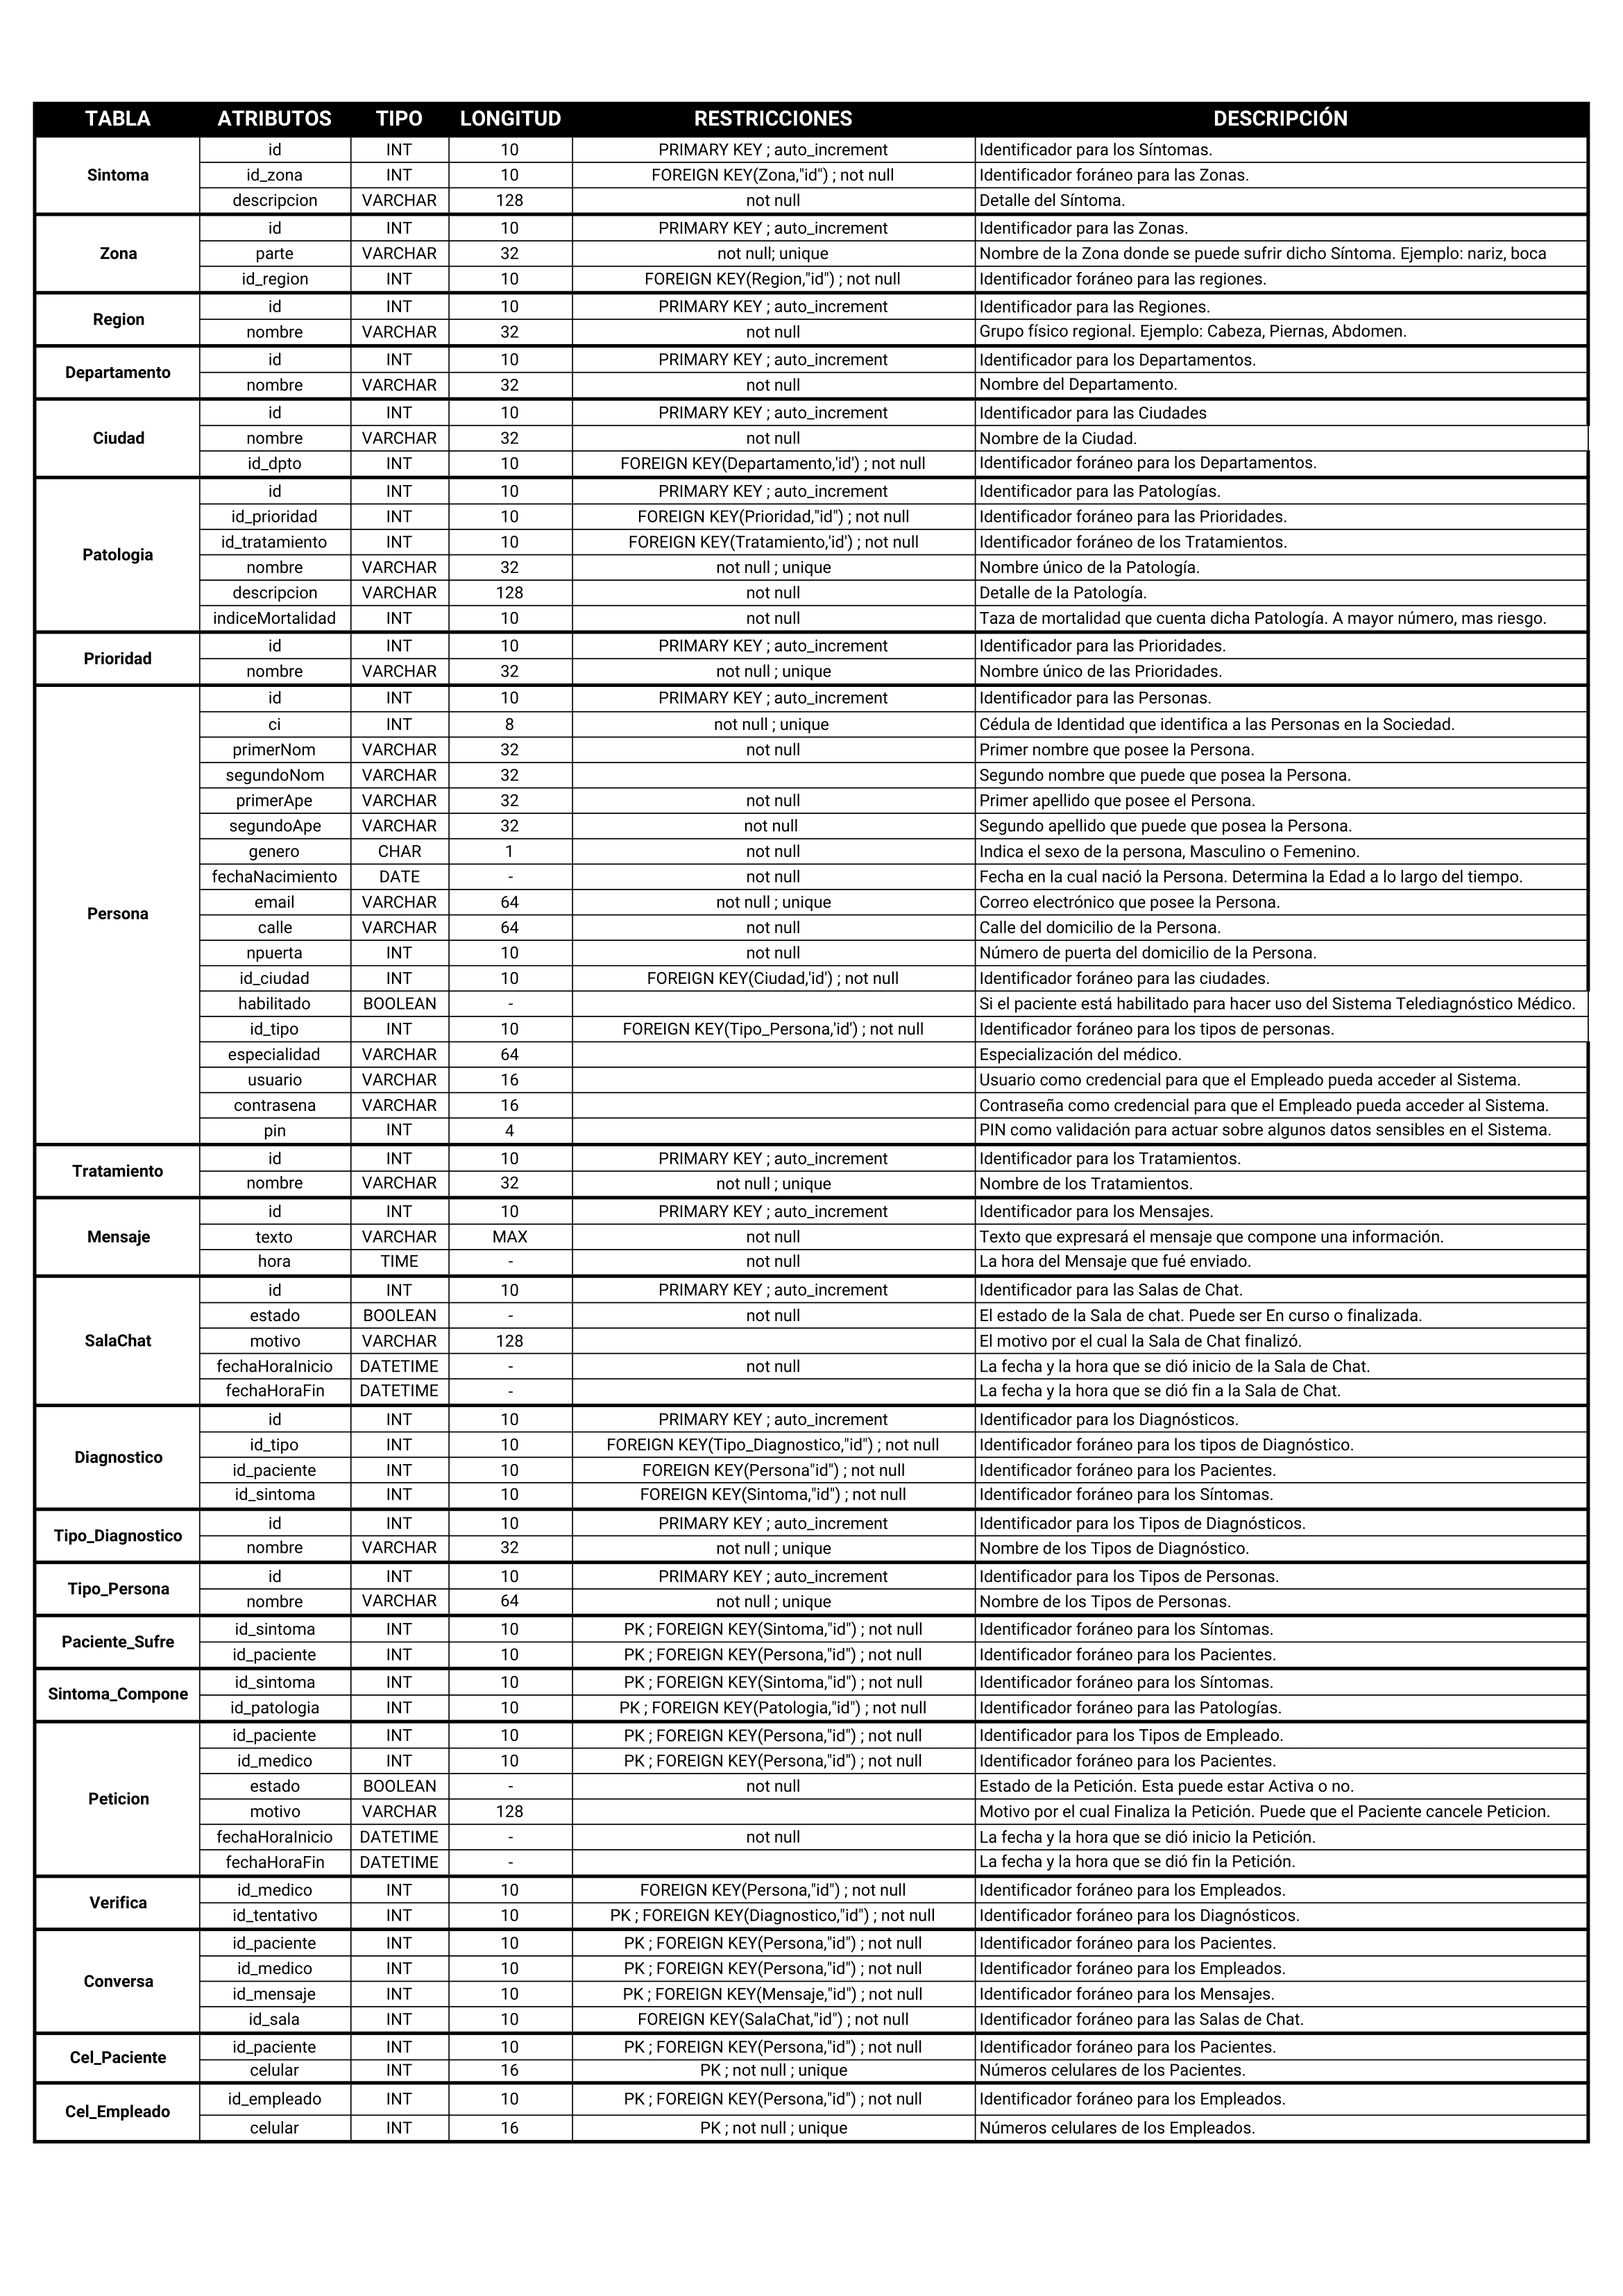 TABLA ATRIBUTOS TIPO LONGITUD RESTRICCIONES DESCRIPCIÓN
Sintoma
id INT 10 PRIMARY KEY ; auto_increment Identificador para los Síntomas.
id_zona INT 10 FOREIGN KEY(Zona,"id") ; not null Identificador foráneo para las Zonas.
descripcion VARCHAR 128 not null Detalle del Síntoma.
Zona
id INT 10 PRIMARY KEY ; auto_increment Identificador para las Zonas.
parte VARCHAR 32 not null; unique Nombre de la Zona donde se puede sufrir dicho Síntoma. Ejemplo: nariz, boca
id_region INT 10 FOREIGN KEY(Region,"id") ; not null Identificador foráneo para las regiones.
Region
id INT 10 PRIMARY KEY ; auto_increment Identificador para las Regiones.
nombre VARCHAR 32 not null Grupo físico regional. Ejemplo: Cabeza, Piernas, Abdomen.
Departamento
id INT 10 PRIMARY KEY ; auto_increment Identificador para los Departamentos.
nombre VARCHAR 32 not null Nombre del Departamento.
Ciudad
id INT 10 PRIMARY KEY ; auto_increment Identificador para las Ciudades
nombre VARCHAR 32 not null Nombre de la Ciudad.
id_dpto INT 10 FOREIGN KEY(Departamento,'id') ; not null Identificador foráneo para los Departamentos.
Patologia
id INT 10 PRIMARY KEY ; auto_increment Identificador para las Patologías.
id_prioridad INT 10 FOREIGN KEY(Prioridad,"id") ; not null Identificador foráneo para las Prioridades.
id_tratamiento INT 10 FOREIGN KEY(Tratamiento,'id') ; not null Identificador foráneo de los Tratamientos.
nombre VARCHAR 32 not null ; unique Nombre único de la Patología.
descripcion VARCHAR 128 not null Detalle de la Patología.
indiceMortalidad INT 10 not null Taza de mortalidad que cuenta dicha Patología. A mayor número, mas riesgo.
Prioridad
id INT 10 PRIMARY KEY ; auto_increment Identificador para las Prioridades.
nombre VARCHAR 32 not null ; unique Nombre único de las Prioridades.
Persona
id INT 10 PRIMARY KEY ; auto_increment Identificador para las Personas.
ci INT 8 not null ; unique Cédula de Identidad que identifica a las Personas en la Sociedad.
primerNom VARCHAR 32 not null Primer nombre que posee la Persona.
segundoNom VARCHAR 32 Segundo nombre que puede que posea la Persona.
primerApe VARCHAR 32 not null Primer apellido que posee el Persona.
segundoApe VARCHAR 32 not null Segundo apellido que puede que posea la Persona.
genero CHAR 1 not null Indica el sexo de la persona, Masculino o Femenino.
fechaNacimiento DATE - not null Fecha en la cual nació la Persona. Determina la Edad a lo largo del tiempo.
email VARCHAR 64 not null ; unique Correo electrónico que posee la Persona.
calle VARCHAR 64 not null Calle del domicilio de la Persona.
npuerta INT 10 not null Número de puerta del domicilio de la Persona.
id_ciudad INT 10 FOREIGN KEY(Ciudad,'id') ; not null Identificador foráneo para las ciudades.
habilitado BOOLEAN - Si el paciente está habilitado para hacer uso del Sistema Telediagnóstico Médico.
id_tipo INT 10 FOREIGN KEY(Tipo_Persona,'id') ; not null Identificador foráneo para los tipos de personas.
especialidad VARCHAR 64 Especialización del médico.
usuario VARCHAR 16 Usuario como credencial para que el Empleado pueda acceder al Sistema.
contrasena VARCHAR 16 Contraseña como credencial para que el Empleado pueda acceder al Sistema.
pin INT 4 PIN como validación para actuar sobre algunos datos sensibles en el Sistema.
Tratamiento
id INT 10 PRIMARY KEY ; auto_increment Identificador para los Tratamientos.
nombre VARCHAR 32 not null ; unique Nombre de los Tratamientos.
Mensaje
id INT 10 PRIMARY KEY ; auto_increment Identificador para los Mensajes.
texto VARCHAR MAX not null Texto que expresará el mensaje que compone una información.
hora TIME - not null La hora del Mensaje que fué enviado.
SalaChat
id INT 10 PRIMARY KEY ; auto_increment Identificador para las Salas de Chat.
estado BOOLEAN - not null El estado de la Sala de chat. Puede ser En curso o finalizada.
motivo VARCHAR 128 El motivo por el cual la Sala de Chat finalizó.
fechaHoraInicio DATETIME - not null La fecha y la hora que se dió inicio de la Sala de Chat.
fechaHoraFin DATETIME - La fecha y la hora que se dió fin a la Sala de Chat.
Diagnostico
id INT 10 PRIMARY KEY ; auto_increment Identificador para los Diagnósticos.
id_tipo INT 10 FOREIGN KEY(Tipo_Diagnostico,"id") ; not null Identificador foráneo para los tipos de Diagnóstico.
id_paciente INT 10 FOREIGN KEY(Persona"id") ; not null Identificador foráneo para los Pacientes.
id_sintoma INT 10 FOREIGN KEY(Sintoma,"id") ; not null Identificador foráneo para los Síntomas.
Tipo_Diagnostico
id INT 10 PRIMARY KEY ; auto_increment Identificador para los Tipos de Diagnósticos.
nombre VARCHAR 32 not null ; unique Nombre de los Tipos de Diagnóstico.
Tipo_Persona
id INT 10 PRIMARY KEY ; auto_increment Identificador para los Tipos de Personas.
nombre VARCHAR 64 not null ; unique Nombre de los Tipos de Personas.
Paciente_Sufre
id_sintoma INT 10 PK ; FOREIGN KEY(Sintoma,"id") ; not null Identificador foráneo para los Síntomas.
id_paciente INT 10 PK ; FOREIGN KEY(Persona,"id") ; not null Identificador foráneo para los Pacientes.
Sintoma_Compone
id_sintoma INT 10 PK ; FOREIGN KEY(Sintoma,"id") ; not null Identificador foráneo para los Síntomas.
id_patologia INT 10 PK ; FOREIGN KEY(Patologia,"id") ; not null Identificador foráneo para las Patologías.
Peticion
id_paciente INT 10 PK ; FOREIGN KEY(Persona,"id") ; not null Identificador para los Tipos de Empleado.
id_medico INT 10 PK ; FOREIGN KEY(Persona,"id") ; not null Identificador foráneo para los Pacientes.
estado BOOLEAN - not null Estado de la Petición. Esta puede estar Activa o no.
motivo VARCHAR 128 Motivo por el cual Finaliza la Petición. Puede que el Paciente cancele Peticion.
fechaHoraInicio DATETIME - not null La fecha y la hora que se dió inicio la Petición.
fechaHoraFin DATETIME - La fecha y la hora que se dió fin la Petición.
Verifica
id_medico INT 10 FOREIGN KEY(Persona,"id") ; not null Identificador foráneo para los Empleados.
id_tentativo INT 10 PK ; FOREIGN KEY(Diagnostico,"id") ; not null Identificador foráneo para los Diagnósticos.
Conversa
id_paciente INT 10 PK ; FOREIGN KEY(Persona,"id") ; not null Identificador foráneo para los Pacientes.
id_medico INT 10 PK ; FOREIGN KEY(Persona,"id") ; not null Identificador foráneo para los Empleados.
id_mensaje INT 10 PK ; FOREIGN KEY(Mensaje,"id") ; not null Identificador foráneo para los Mensajes.
id_sala INT 10 FOREIGN KEY(SalaChat,"id") ; not null Identificador foráneo para las Salas de Chat.
Cel_Paciente
id_paciente INT 10 PK ; FOREIGN KEY(Persona,"id") ; not null Identificador foráneo para los Pacientes.
celular INT 16 PK ; not null ; unique Números celulares de los Pacientes.
Cel_Empleado
id_empleado INT 10 PK ; FOREIGN KEY(Persona,"id") ; not null Identificador foráneo para los Empleados.
celular INT 16 PK ; not null ; unique Números celulares de los Empleados.